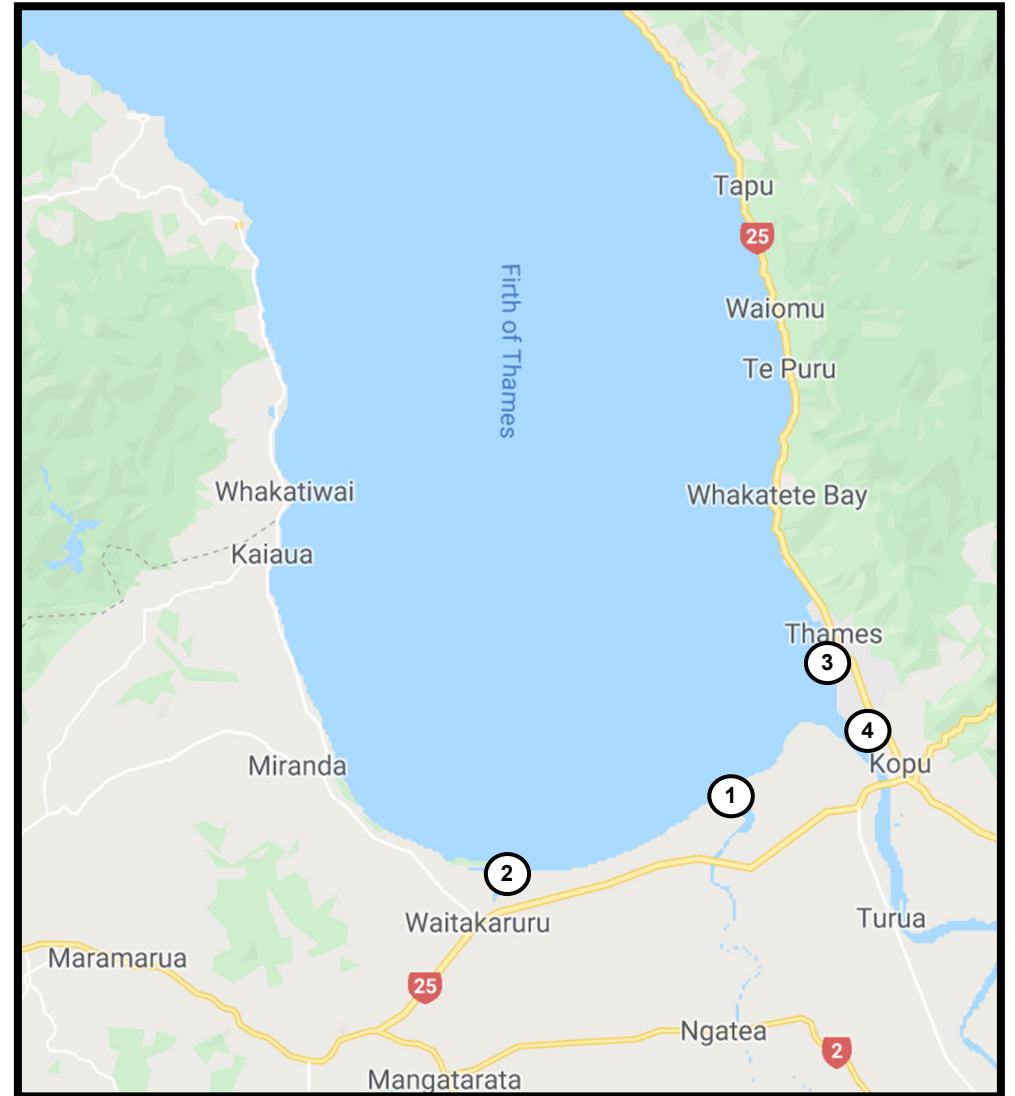 Tapu
25
Waiomu
Firth of Thames
Te Puru
Whakatiwai
Whakatete Bay
Kaiaua
Thames
3
4
Kopu
Miranda
1
2
Waitakaruru
Turua
Maramarua
25
Ngatea
2
Mangatarata